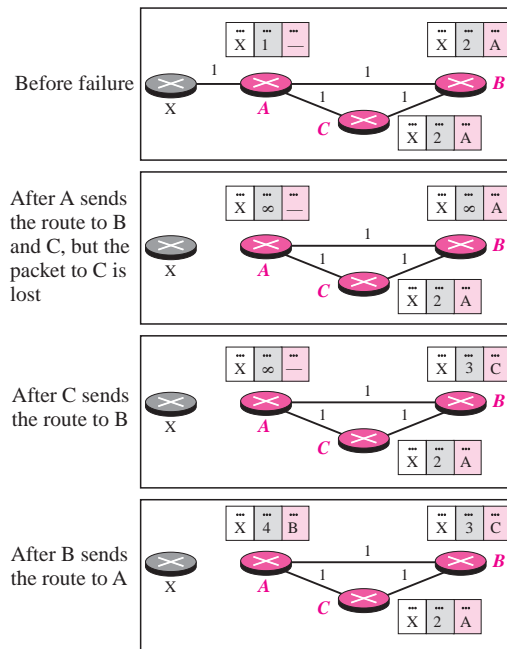 Before failure
••• ••• •••
X 1 —
••• ••• •••
X 2 A
1
1
X
A
1
1
B
C
••• ••• •••
X 2 A
After A sends
the route to B
and C, but the
packet to C is
lost
••• ••• •••
X ∞ —
••• ••• •••
X ∞ A
1
X
A
1
1
B
C
••• ••• •••
X 2 A
After C sends
the route to B
••• ••• •••
X ∞ —
••• ••• •••
X 3 C
1
X
A
1
1
B
C
••• ••• •••
X 2 A
After B sends
the route to A
••• ••• •••
X 4 B
••• ••• •••
X 3 C
1
X
A
1
1
B
C
••• ••• •••
X 2 A